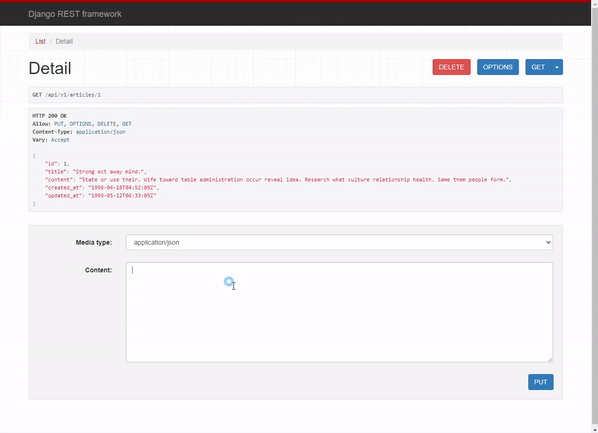 Django REST framework
List / Detail
Detail
DELETE OPTIONS GET
GET /api/v1/articles/1
HTTP 200 OK
Allow: PUT, OPTIONS, DELETE, GET
Content-Type: application/json
Vary: Accept
{
"id": 1,
"title": "Strong act away mind.",
"content": "State or use their. Wife toward table administration occur reveal idea. Research what culture relationship health. Same them people form.",
"created_at": "1996-04-18T04:52:05Z",
"updated_at": "1999-05-12T06:33:05Z"
}
Media type: application/json
Content:
PUT